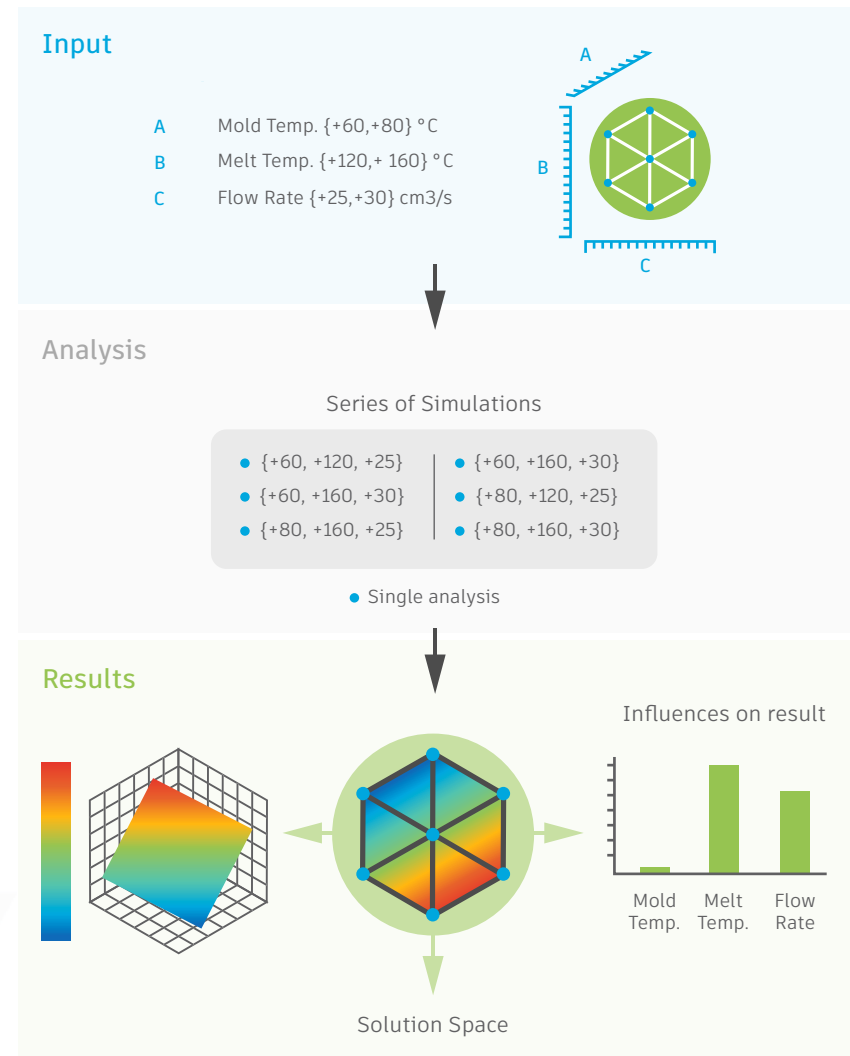 Input
A
A Mold Temp. {+60,+80} °C
B Melt Temp. {+120,+ 160} °C
B
C Flow Rate {+25,+30} cm3/s
C
Analysis
Series of Simulations
{+60, +120, +25} {+60, +160, +30}
{+60, +160, +30} {+80, +120, +25}
{+80, +160, +25} {+80, +160, +30}
Single analysis
Results
Influences on result
Mold Melt Flow
Temp. Temp. Rate
Solution Space